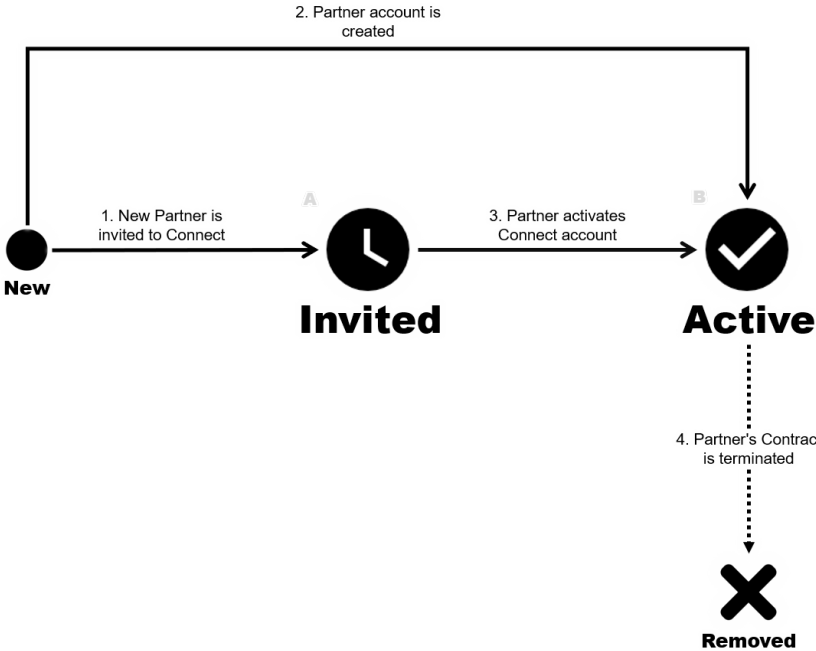 2. Partner account is
created
A
B
1. New Partner is
invited to Connect
3. Partner activates
Connect account
New
Invited
Active
4. Partner's Contrac
is terminated
Removed